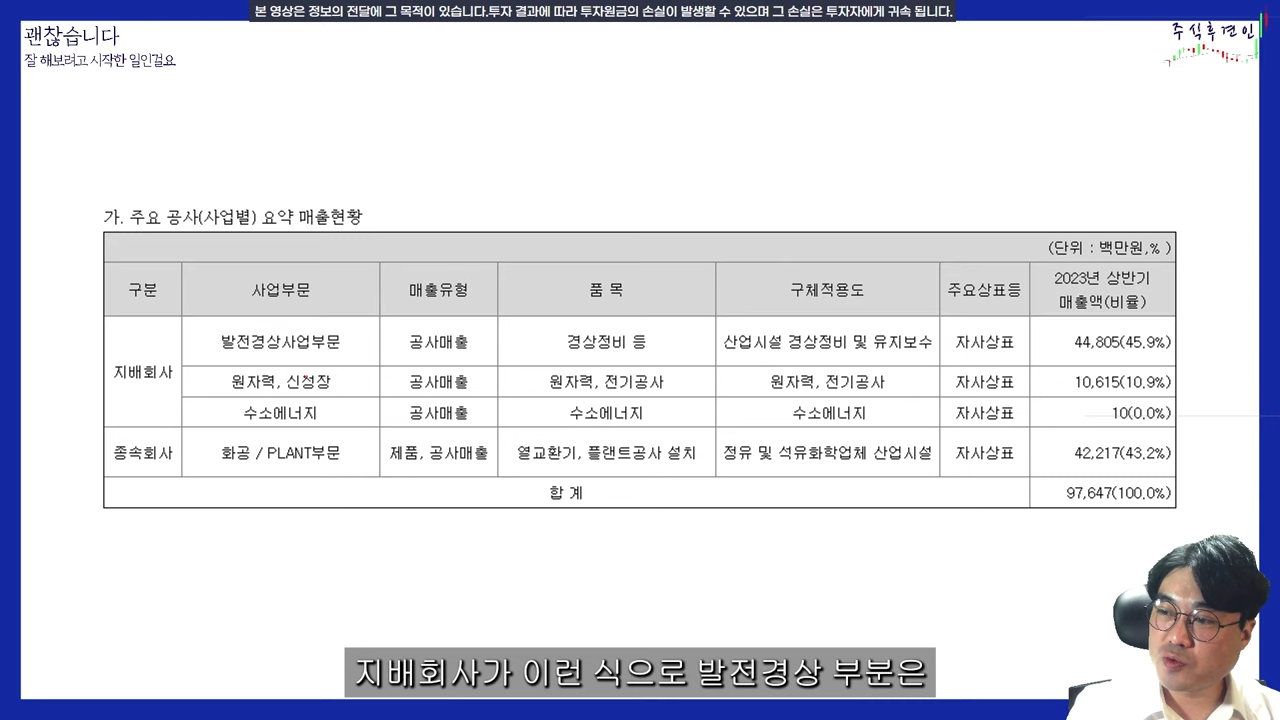 본 영상은 정보의 전달에 그 목적이 있습니다.투자 결과에 따라 투자원금의 손실이 발생할 수 있으며 그 손실은 투자자에게 귀속 됩니다.
괜찮습니다
잘 해보려고 시작한 일인걸요
주식후견인
가. 주요 공사(사업별) 요약 매출현황
(단위 : 백만원,% )
구분 사업부문 매출유형 품 목 구체적용도 주요상표등 2023년 상반기 매출액(비율)
지배회사 발전경상사업부문 공사매출 경상정비 등 산업시설 경상정비 및 유지보수 자사상표 44,805(45.9%)
원자력, 신성장 공사매출 원자력, 전기공사 원자력, 전기공사 자사상표 10,615(10.9%)
수소에너지 공사매출 수소에너지 수소에너지 자사상표 10(0.0%)
종속회사 화공 / PLANT부문 제품, 공사매출 열교환기, 플랜트공사 설치 정유 및 석유화학업체 산업시설 자사상표 42,217(43.2%)
합 계 97,647(100.0%)
지배회사가 이런 식으로 발전경상 부분은